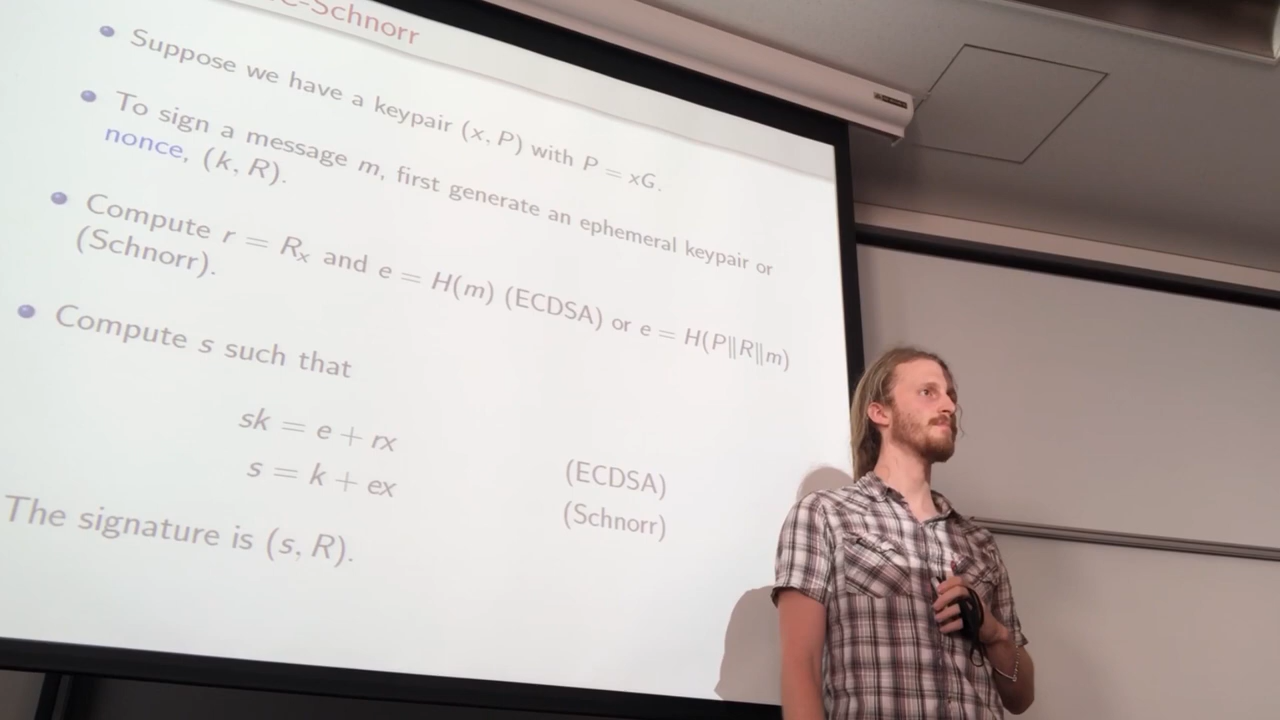 -Schnorr
Suppose we have a keypair (x, P) with P = xG.
To sign a message m, first generate an ephemeral keypair or
nonce, (k, R).
Compute r = Rₓ and e = H(m) (ECDSA) or e = H(P||R||m)
(Schnorr).
Compute s such that
sk = e + rx (ECDSA)
s = k + ex (Schnorr)
The signature is (s, R).